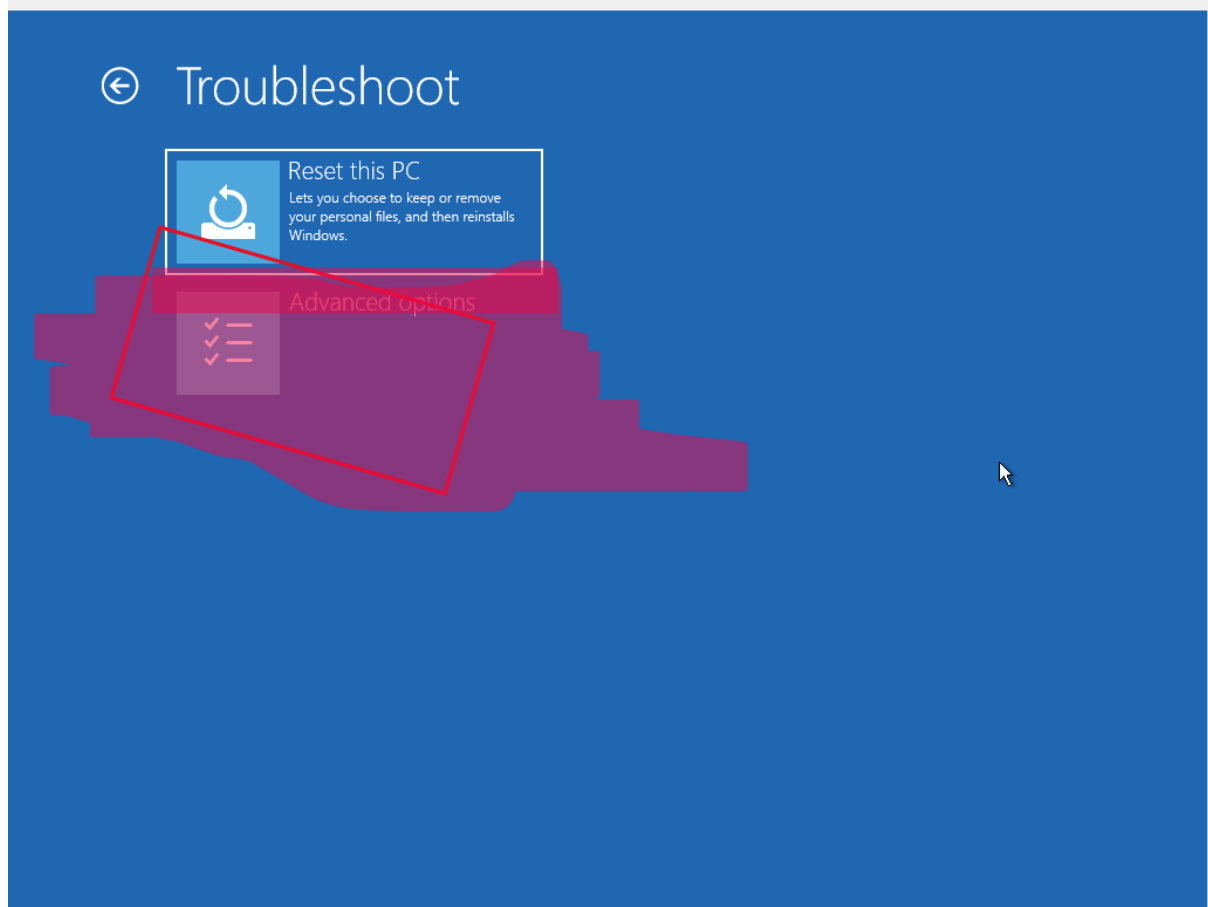 Troubleshoot
Reset this PC
Lets you choose to keep or remove
your personal files, and then reinstalls
Windows.
Advanced options